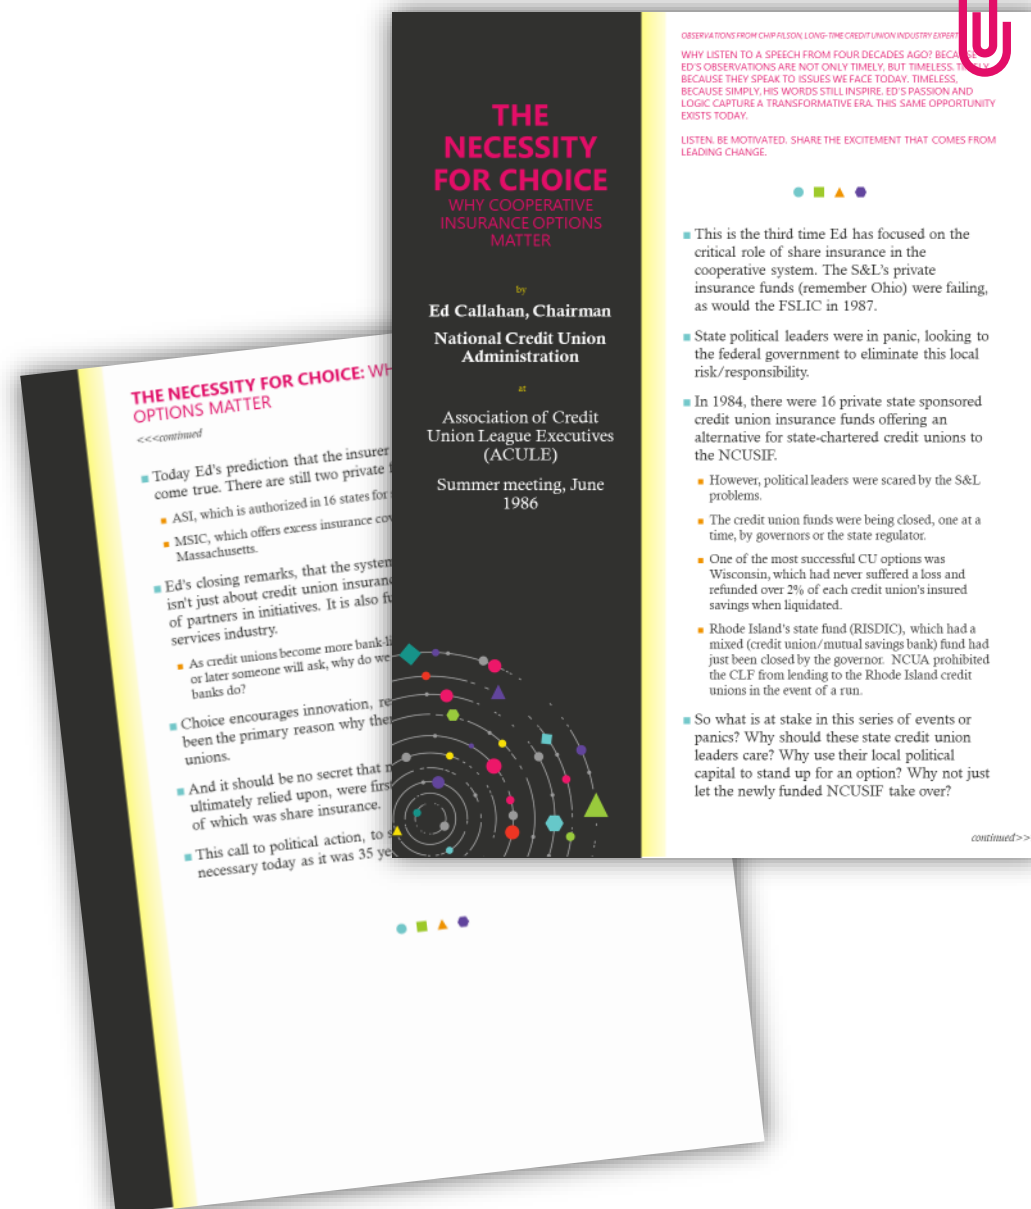 OBSERVATIONS FROM CHIP FILSON, LONG-TIME CREDIT UNION INDUSTRY EXPERT
WHY LISTEN TO A SPEECH FROM FOUR DECADES AGO? BECAUSE
ED'S OBSERVATIONS ARE NOT ONLY TIMELY, BUT TIMELESS. TIMELY,
BECAUSE THEY SPEAK TO ISSUES WE FACE TODAY. TIMELESS,
BECAUSE SIMPLY, HIS WORDS STILL INSPIRE. ED'S PASSION AND
LOGIC CAPTURE A TRANSFORMATIVE ERA. THIS SAME OPPORTUNITY
EXISTS TODAY.
LISTEN. BE MOTIVATED. SHARE THE EXCITEMENT THAT COMES FROM
LEADING CHANGE.
THE
NECESSITY
FOR CHOICE
WHY COOPERATIVE
INSURANCE OPTIONS
MATTER
by
Ed Callahan, Chairman
National Credit Union
Administration
at
Association of Credit
Union League Executives
(ACULE)
Summer meeting, June
1986
This is the third time Ed has focused on the
critical role of share insurance in the
cooperative system. The S&L's private
insurance funds (remember Ohio) were failing,
as would the FSLIC in 1987.
State political leaders were in panic, looking to
the federal government to eliminate this local
risk/responsibility.
In 1984, there were 16 private state sponsored
credit union insurance funds offering an
alternative for state-chartered credit unions to
the NCUSIF.
However, political leaders were scared by the S&L
problems.
The credit union funds were being closed, one at a
time, by governors or the state regulator.
One of the most successful CU options was
Wisconsin, which had never suffered a loss and
refunded over 2% of each credit union's insured
savings when liquidated.
Rhode Island's state fund (RISDIC), which had a
mixed (credit union/mutual savings bank) fund had
just been closed by the governor. NCUA prohibited
the CLF from lending to the Rhode Island credit
unions in the event of a run.
So what is at stake in this series of events or
panics? Why should these state credit union
leaders care? Why use their local political
capital to stand up for an option? Why not just
let the newly funded NCUSIF take over?
continued>>
THE NECESSITY FOR CHOICE:
OPTIONS MATTER
<<<continued
Today Ed's prediction that the insurer
come true. There are still two private
ASI, which is authorized in 16 states for
MSIC, which offers excess insurance
Massachusetts.
Ed's closing remarks, that the system
isn't just about credit union
of partners in initiatives. It is also
services industry.
As credit unions become more
or later someone will ask, why do we
banks do?
Choice encourages innovation,
been the primary reason why
unions.
And it should be no secret that
ultimately relied upon, were
of which was share insurance.
This call to political action, to
necessary today as it was 35